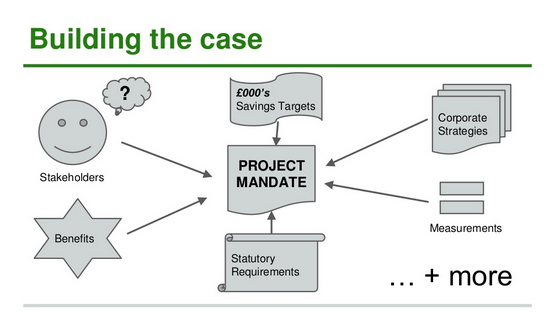 Building the case
?
£000's
Savings Targets
Corporate
Strategies
Stakeholders
PROJECT
MANDATE
Benefits
Measurements
Statutory
Requirements
... + more